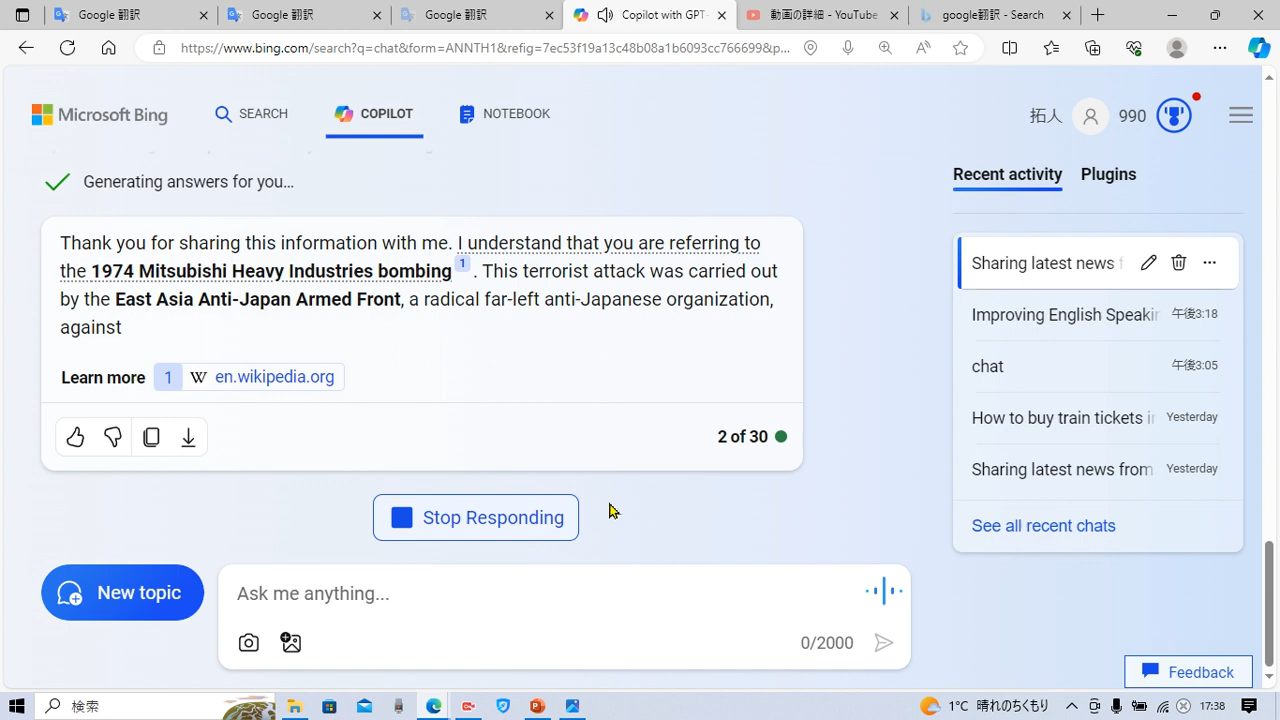 Google 翻訳
Google 翻訳
Google 翻訳
Copilot with GPT-
動画の詳細 - YouTube
google翻訳 - Search
https://www.bing.com/search?q=chat&form=ANNTH1&refig=74c53f19a13c48b08a1b6093cc766699&p...
Microsoft Bing
SEARCH
COPILOT
NOTEBOOK
拓人
990
Generating answers for you...
Thank you for sharing this information with me. I understand that you are referring to
the 1974 Mitsubishi Heavy Industries bombing 1 . This terrorist attack was carried out
by the East Asia Anti-Japan Armed Front, a radical far-left anti-Japanese organization,
against
Learn more 1 W en.wikipedia.org
2 of 30
Stop Responding
New topic
Ask me anything...
0/2000
Recent activity
Plugins
Sharing latest news f
Improving English Speakin 午後3:18
chat 午後3:05
How to buy train tickets in Yesterday
Sharing latest news from Yesterday
See all recent chats
Feedback
検索
1°C 晴れのちくもり
17:38